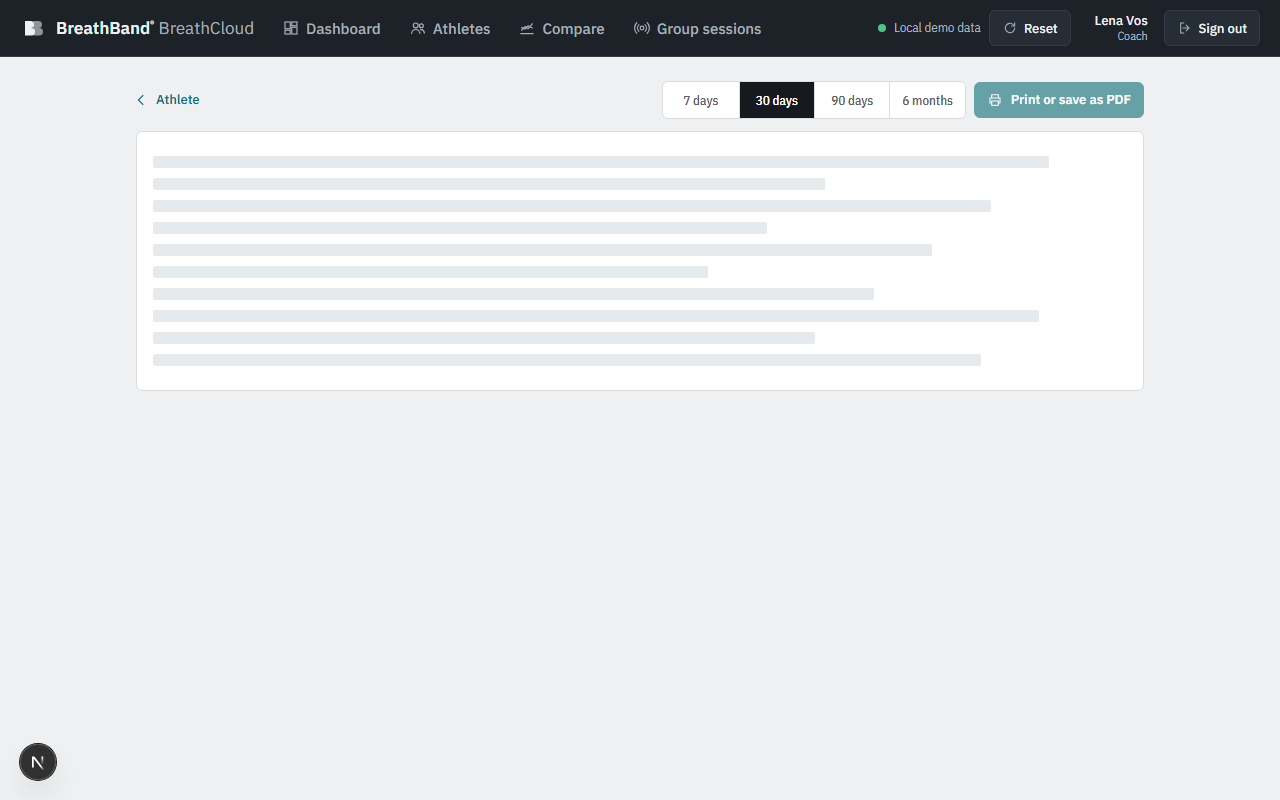 BreathBand® BreathCloud
Dashboard
Athletes
Compare
Group sessions
Local demo data
Reset
Lena Vos
Coach
Sign out
Athlete
7 days
30 days
90 days
6 months
Print or save as PDF
N